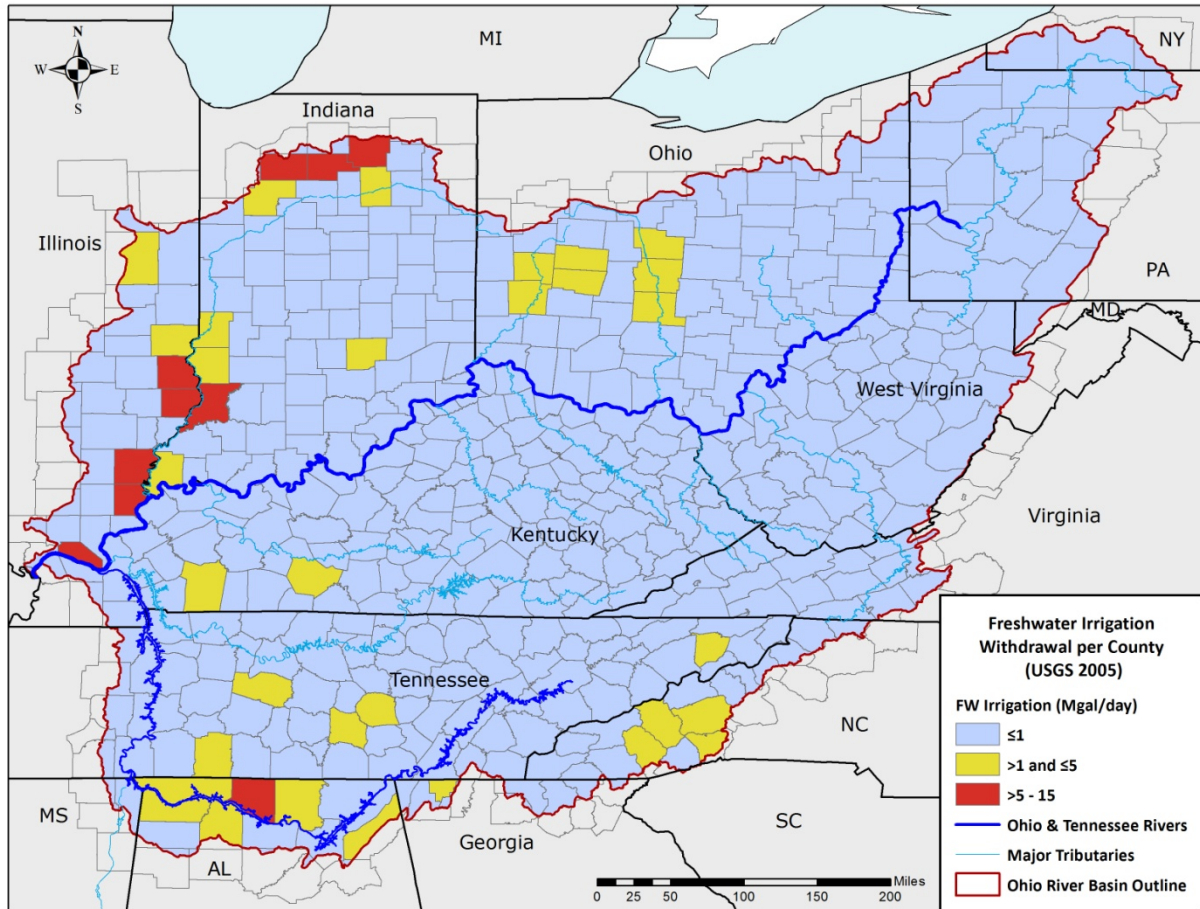 N
W E
S
MI
NY
Indiana
Ohio
Illinois
PA
MD
West Virginia
Virginia
Kentucky
Tennessee
NC
MS
AL
Georgia
SC
0 25 50 100 150 200 Miles
Freshwater Irrigation
Withdrawal per County
(USGS 2005)
FW Irrigation (Mgal/day)
≤1
>1 and ≤5
>5 - 15
Ohio & Tennessee Rivers
Major Tributaries
Ohio River Basin Outline